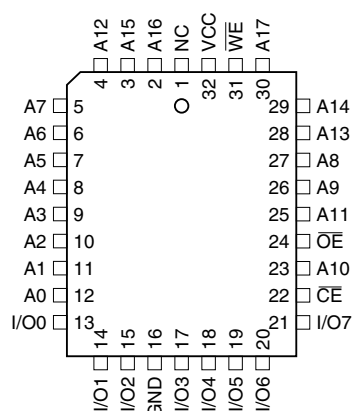 A12 A15 A16 NC VCC W̅E̅ A17
4 3 2 1 32 31 30
A7 5 29 A14
A6 6 28 A13
A5 7 27 A8
A4 8 26 A9
A3 9 25 A11
A2 10 24 O̅E̅
A1 11 23 A10
A0 12 22 C̅E̅
I/O0 13 21 I/O7
14 15 16 17 18 19 20
I/O1 I/O2 GND I/O3 I/O4 I/O5 I/O6